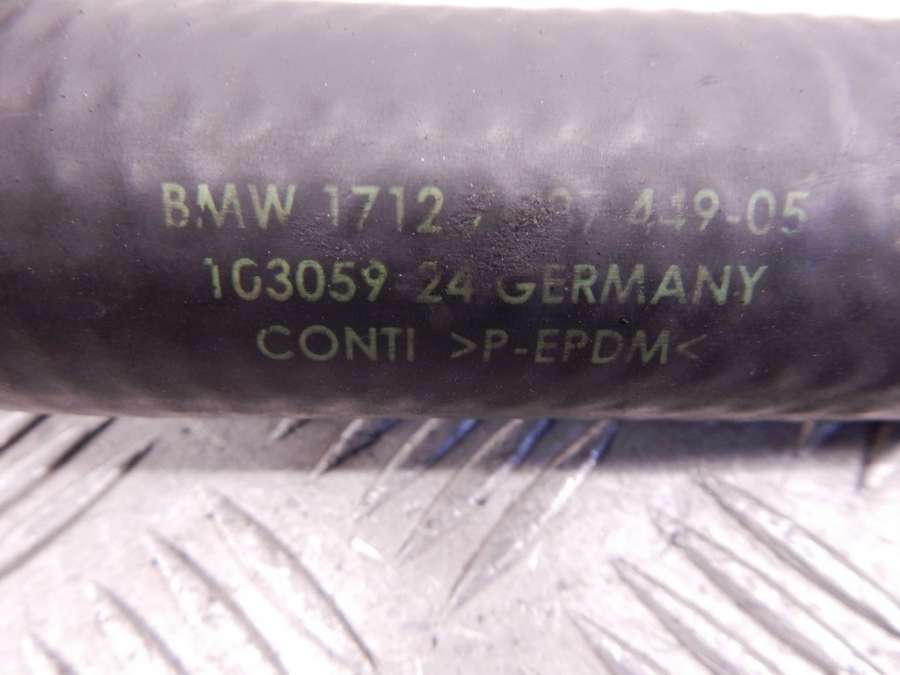 BMW 1712 449-05
103059 24 GERMANY
CONTI >P-EPDM<